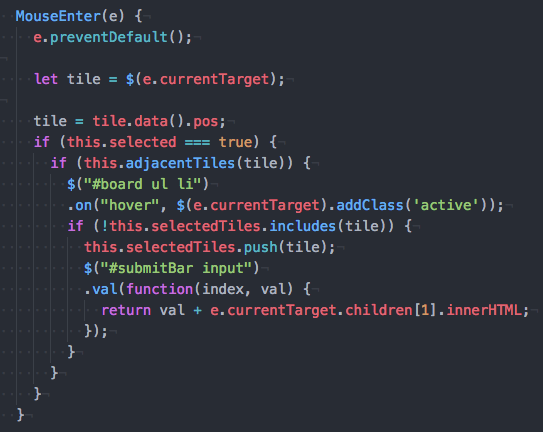 MouseEnter(e) {
e.preventDefault();
let tile = $(e.currentTarget);
tile = tile.data().pos;
if (this.selected === true) {
if (this.adjacentTiles(tile)) {
$("#board ul li")
.on("hover", $(e.currentTarget).addClass('active'));
if (!this.selectedTiles.includes(tile)) {
this.selectedTiles.push(tile);
$("#submitBar input")
.val(function(index, val) {
return val + e.currentTarget.children[1].innerHTML;
});
}
}
}
}